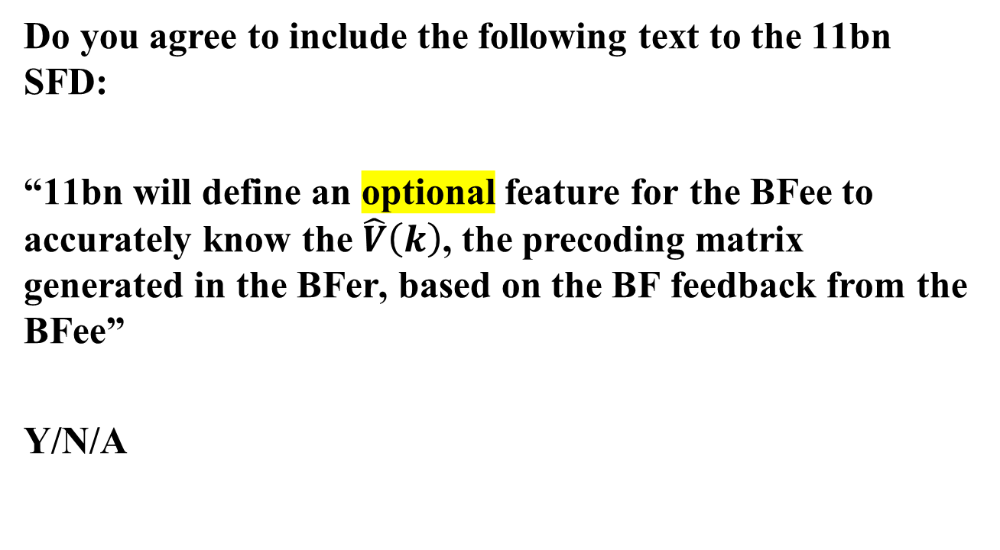 Do you agree to include the following text to the 11bn
SFD:
“11bn will define an optional feature for the BFee to
accurately know the V̂(k), the precoding matrix
generated in the BFer, based on the BF feedback from the
BFee”
Y/N/A